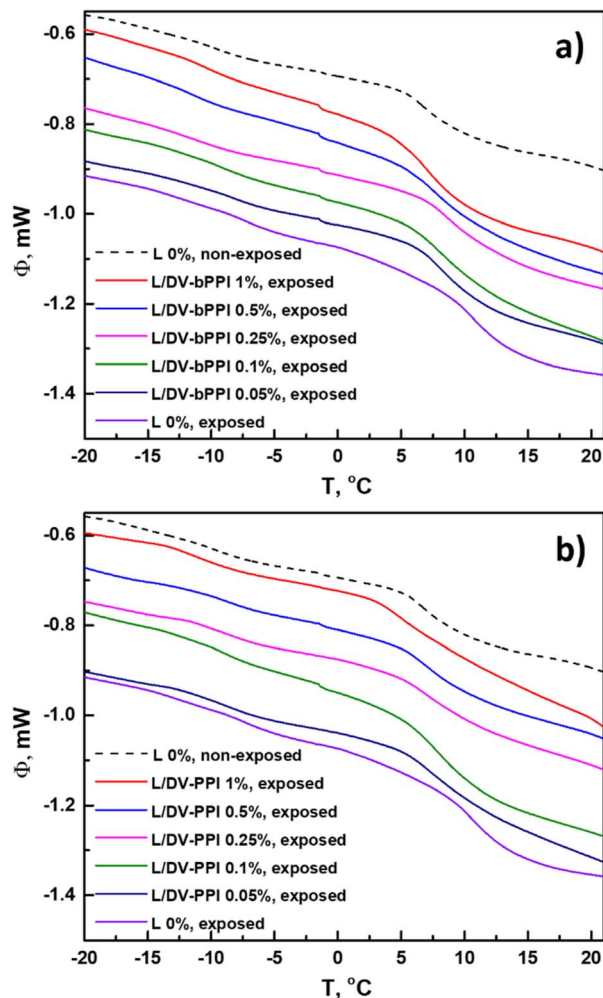 a)
-0.6
-0.8
-1.0
-1.2
-1.4
Φ, mW
L 0%, non-exposed
L/DV-bPPI 1%, exposed
L/DV-bPPI 0.5%, exposed
L/DV-bPPI 0.25%, exposed
L/DV-bPPI 0.1%, exposed
L/DV-bPPI 0.05%, exposed
L 0%, exposed
-20 -15 -10 -5 0 5 10 15 20
T, °C
b)
-0.6
-0.8
-1.0
-1.2
-1.4
Φ, mW
L 0%, non-exposed
L/DV-PPI 1%, exposed
L/DV-PPI 0.5%, exposed
L/DV-PPI 0.25%, exposed
L/DV-PPI 0.1%, exposed
L/DV-PPI 0.05%, exposed
L 0%, exposed
-20 -15 -10 -5 0 5 10 15 20
T, °C